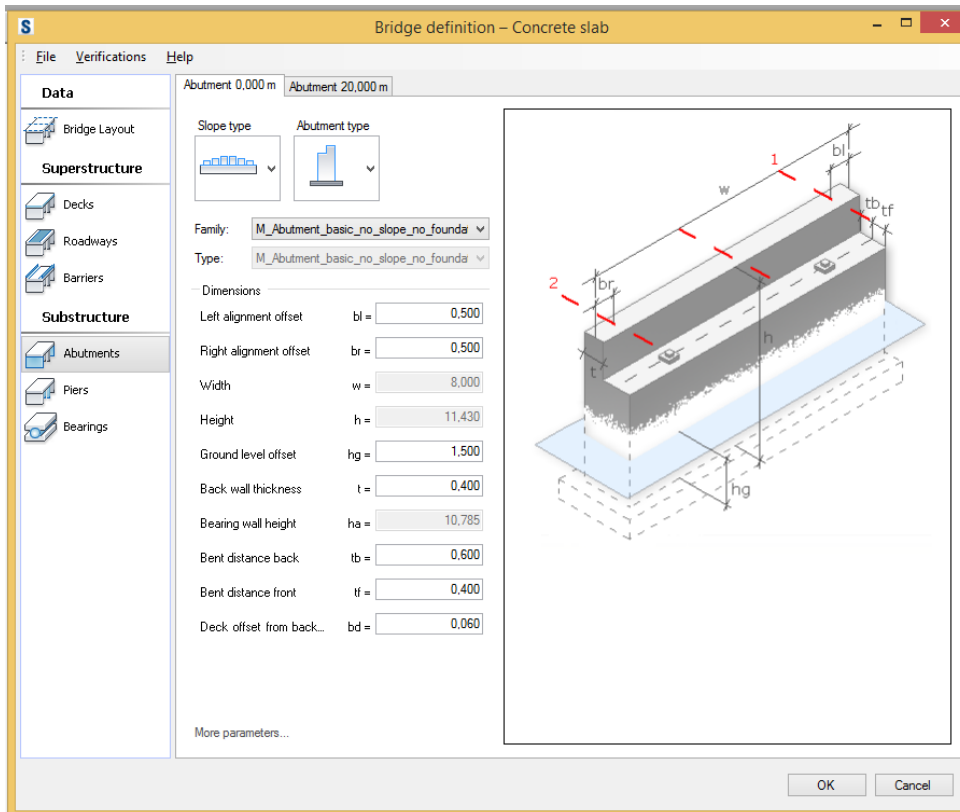 S
Bridge definition – Concrete slab
File Verifications Help
Data
Bridge Layout
Superstructure
Decks
Roadways
Barriers
Substructure
Abutments
Piers
Bearings
Abutment 0,000 m Abutment 20,000 m
Slope type Abutment type
Family: M_Abutment_basic_no_slope_no_founda
Type: M_Abutment_basic_no_slope_no_founda
Dimensions
Left alignment offset bl = 0,500
Right alignment offset br = 0,500
Width w = 8,000
Height h = 11,430
Ground level offset hg = 1,500
Back wall thickness t = 0,400
Bearing wall height ha = 10,785
Bent distance back tb = 0,600
Bent distance front tf = 0,400
Deck offset from back... bd = 0,060
More parameters...
1
bl
w
tb tf
br
2
h
t
hg
OK Cancel